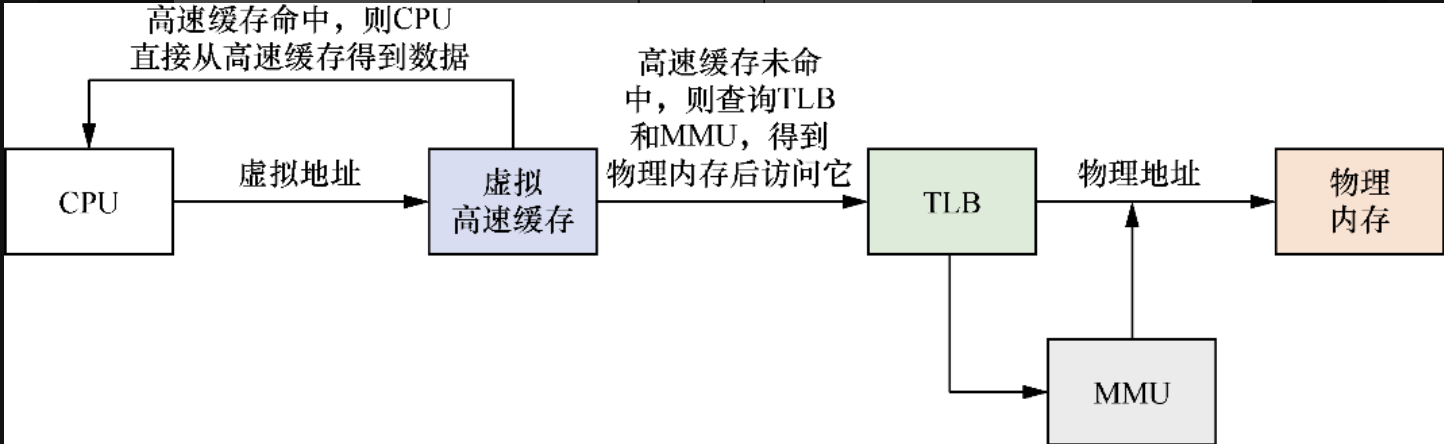 高速缓存命中，则CPU
直接从高速缓存得到数据
高速缓存未命
中，则查询TLB
和MMU，得到
物理内存后访问它
CPU
虚拟地址
虚拟
高速缓存
TLB
物理地址
物理
内存
MMU